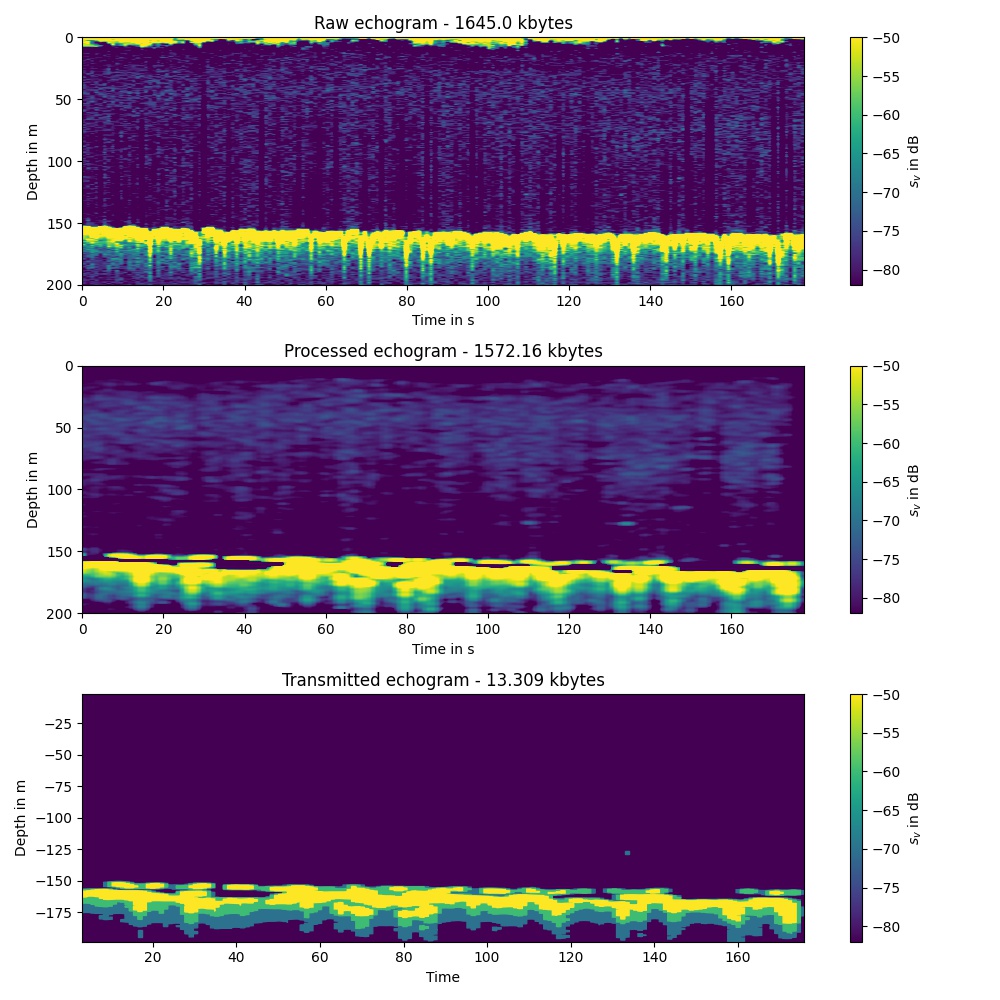 Raw echogram - 1645.0 kbytes
0
50
100
150
200
Depth in m
0 20 40 60 80 100 120 140 160
Time in s
−50
−55
−60
−65
−70
−75
−80
sv in dB
Processed echogram - 1572.16 kbytes
0
50
100
150
200
Depth in m
0 20 40 60 80 100 120 140 160
Time in s
−50
−55
−60
−65
−70
−75
−80
sv in dB
Transmitted echogram - 13.309 kbytes
−25
−50
−75
−100
−125
−150
−175
Depth in m
20 40 60 80 100 120 140 160
Time
−50
−55
−60
−65
−70
−75
−80
sv in dB